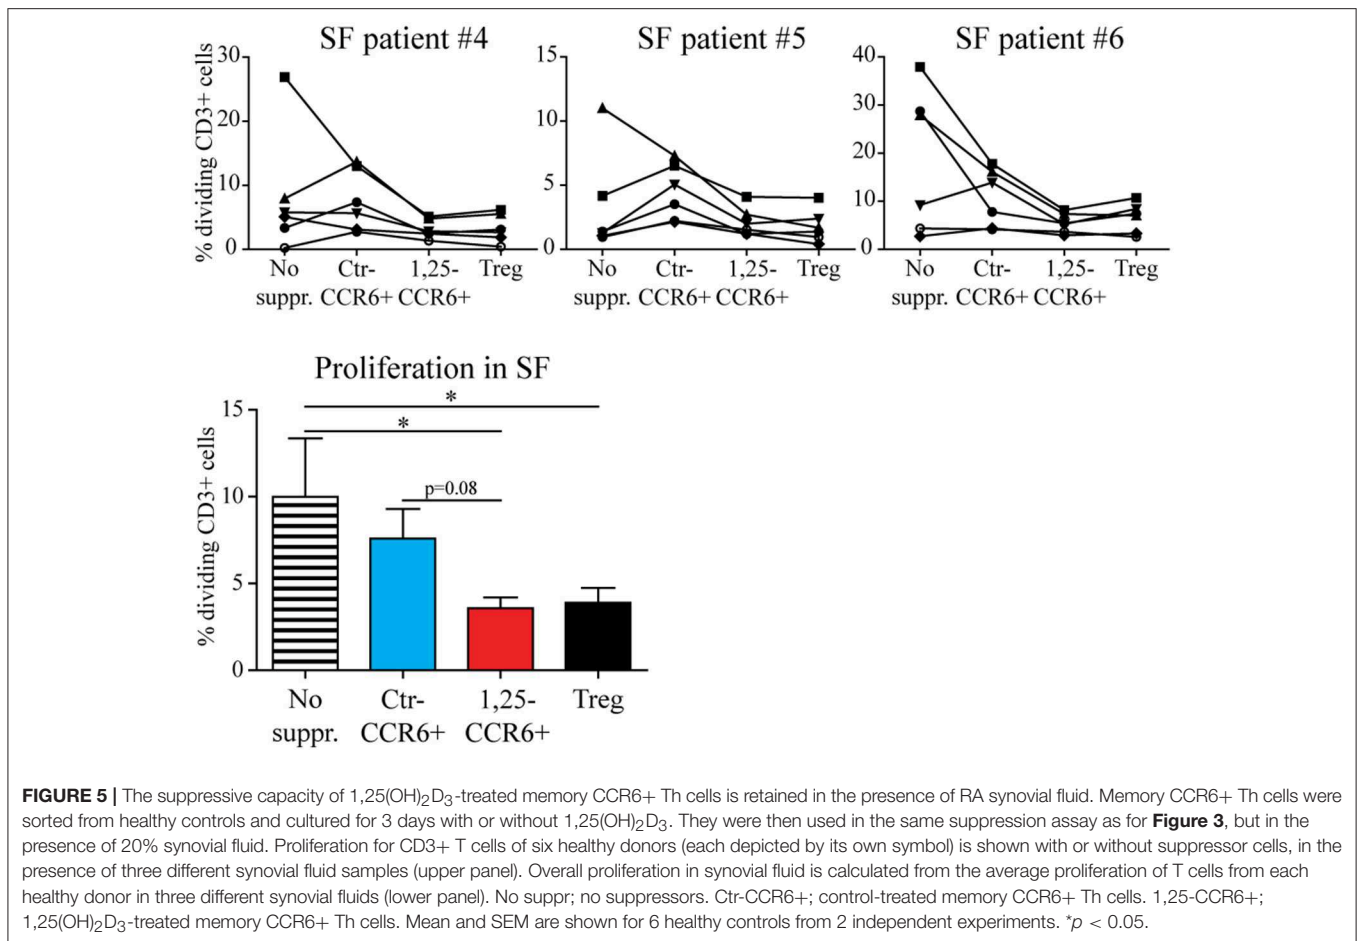 SF patient #4
SF patient #5
SF patient #6
% dividing CD3+ cells
30
20
10
0
15
10
5
0
40
30
20
10
0
No suppr.
Ctr-CCR6+
1,25-CCR6+
Treg
No suppr.
Ctr-CCR6+
1,25-CCR6+
Treg
No suppr.
Ctr-CCR6+
1,25-CCR6+
Treg
Proliferation in SF
% dividing CD3+ cells
15
10
5
0
*
*
p=0.08
No
suppr.
Ctr-
CCR6+
1,25-
CCR6+
Treg
FIGURE 5 | The suppressive capacity of 1,25(OH)₂D₃-treated memory CCR6+ Th cells is retained in the presence of RA synovial fluid. Memory CCR6+ Th cells were
sorted from healthy controls and cultured for 3 days with or without 1,25(OH)₂D₃. They were then used in the same suppression assay as for Figure 3, but in the
presence of 20% synovial fluid. Proliferation for CD3+ T cells of six healthy donors (each depicted by its own symbol) is shown with or without suppressor cells, in the
presence of three different synovial fluid samples (upper panel). Overall proliferation in synovial fluid is calculated from the average proliferation of T cells from each
healthy donor in three different synovial fluids (lower panel). No suppr; no suppressors. Ctr-CCR6+; control-treated memory CCR6+ Th cells. 1,25-CCR6+;
1,25(OH)₂D₃-treated memory CCR6+ Th cells. Mean and SEM are shown for 6 healthy controls from 2 independent experiments. *p < 0.05.